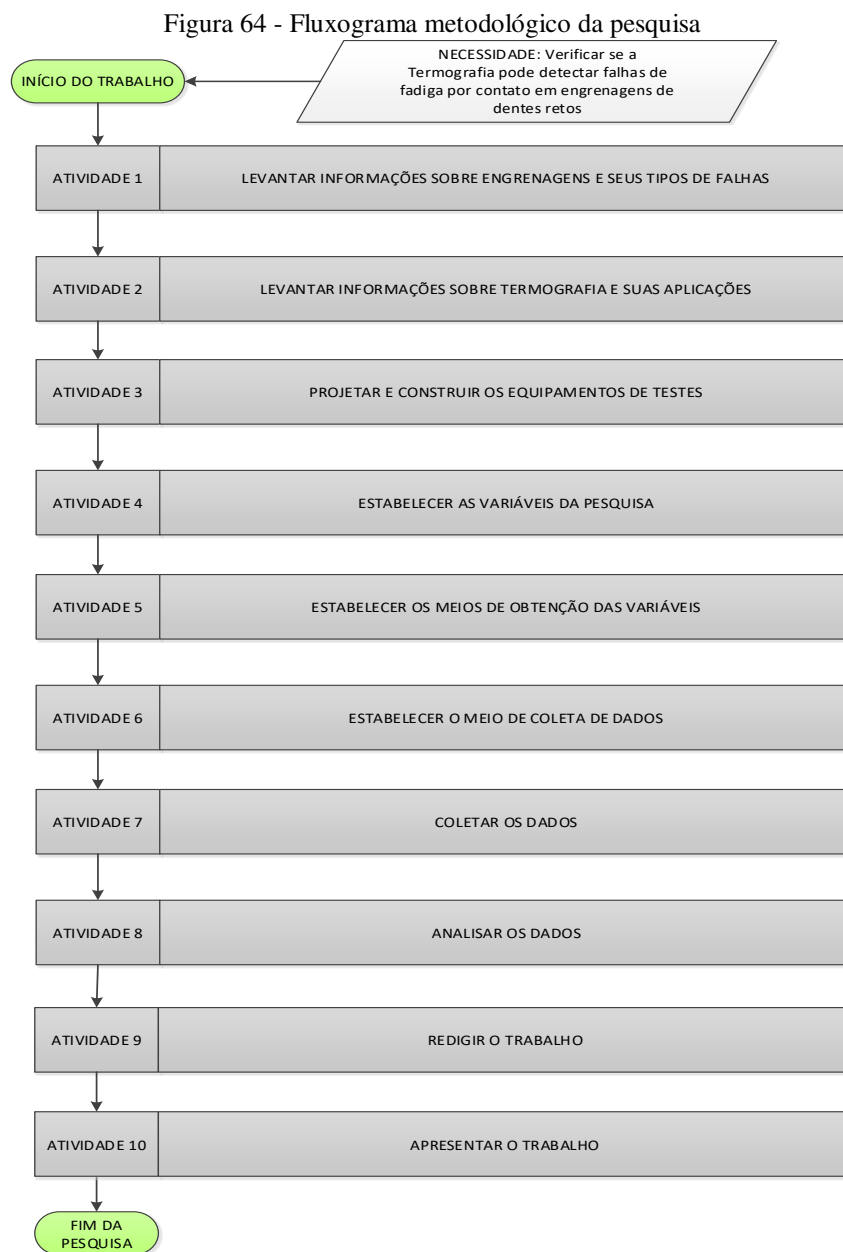 Figura 64 - Fluxograma metodológico da pesquisa
INÍCIO DO TRABALHO
NECESSIDADE: Verificar se a
Termografia pode detectar falhas de
fadiga por contato em engrenagens de
dentes retos
ATIVIDADE 1
LEVANTAR INFORMAÇÕES SOBRE ENGRENAGENS E SEUS TIPOS DE FALHAS
ATIVIDADE 2
LEVANTAR INFORMAÇÕES SOBRE TERMOGRAFIA E SUAS APLICAÇÕES
ATIVIDADE 3
PROJETAR E CONSTRUIR OS EQUIPAMENTOS DE TESTES
ATIVIDADE 4
ESTABELECER AS VARIÁVEIS DA PESQUISA
ATIVIDADE 5
ESTABELECER OS MEIOS DE OBTENÇÃO DAS VARIÁVEIS
ATIVIDADE 6
ESTABELECER O MEIO DE COLETA DE DADOS
ATIVIDADE 7
COLETAR OS DADOS
ATIVIDADE 8
ANALISAR OS DADOS
ATIVIDADE 9
REDIGIR O TRABALHO
ATIVIDADE 10
APRESENTAR O TRABALHO
FIM DA
PESQUISA